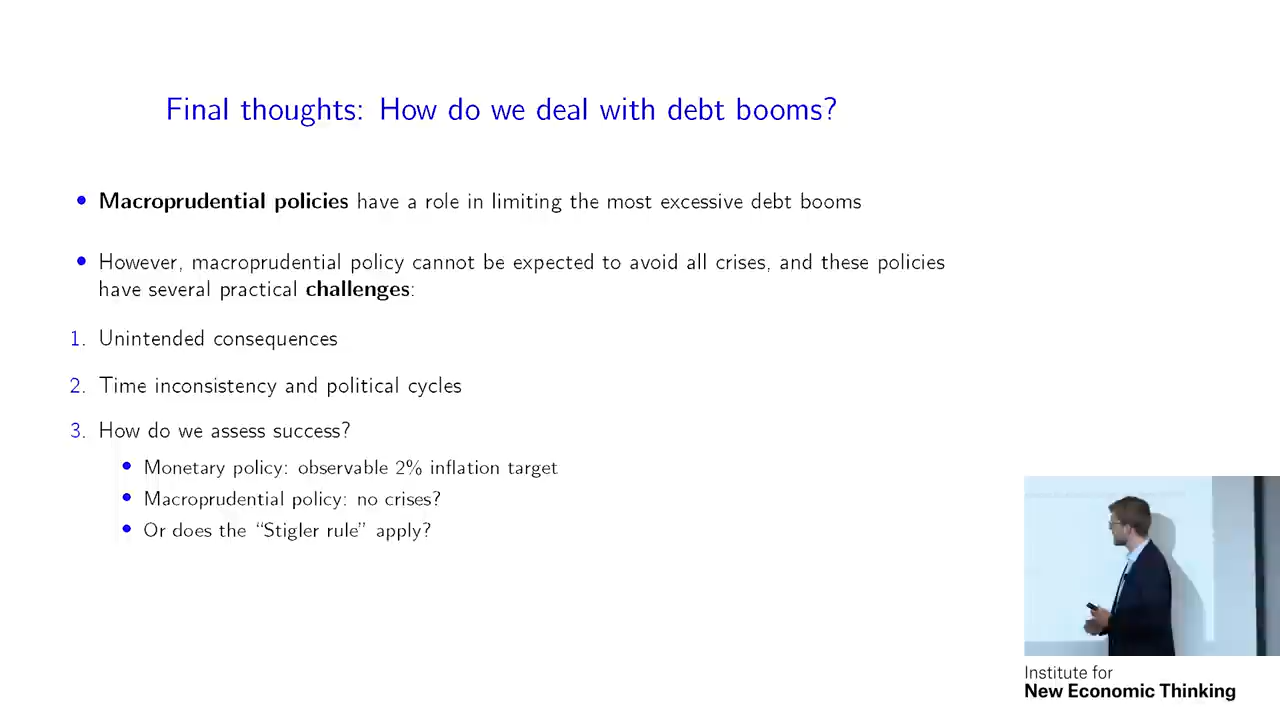 Final thoughts: How do we deal with debt booms?
• Macroprudential policies have a role in limiting the most excessive debt booms
• However, macroprudential policy cannot be expected to avoid all crises, and these policies
have several practical challenges:
1. Unintended consequences
2. Time inconsistency and political cycles
3. How do we assess success?
• Monetary policy: observable 2% inflation target
• Macroprudential policy: no crises?
• Or does the “Stigler rule” apply?
Institute for
New Economic Thinking